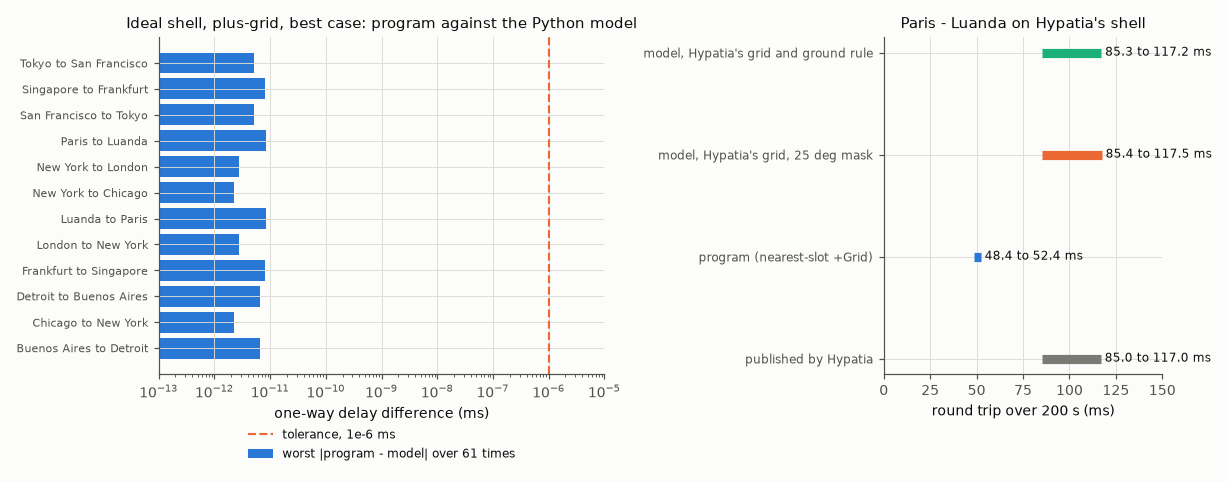 Ideal shell, plus-grid, best case: program against the Python model
Tokyo to San Francisco
Singapore to Frankfurt
San Francisco to Tokyo
Paris to Luanda
New York to London
New York to Chicago
Luanda to Paris
London to New York
Frankfurt to Singapore
Detroit to Buenos Aires
Chicago to New York
Buenos Aires to Detroit
10⁻¹³ 10⁻¹² 10⁻¹¹ 10⁻¹⁰ 10⁻⁹ 10⁻⁸ 10⁻⁷ 10⁻⁶ 10⁻⁵
one-way delay difference (ms)
tolerance, 1e-6 ms
worst |program - model| over 61 times
Paris - Luanda on Hypatia's shell
model, Hypatia's grid and ground rule 85.3 to 117.2 ms
model, Hypatia's grid, 25 deg mask 85.4 to 117.5 ms
program (nearest-slot +Grid) 48.4 to 52.4 ms
published by Hypatia 85.0 to 117.0 ms
0 25 50 75 100 125 150
round trip over 200 s (ms)